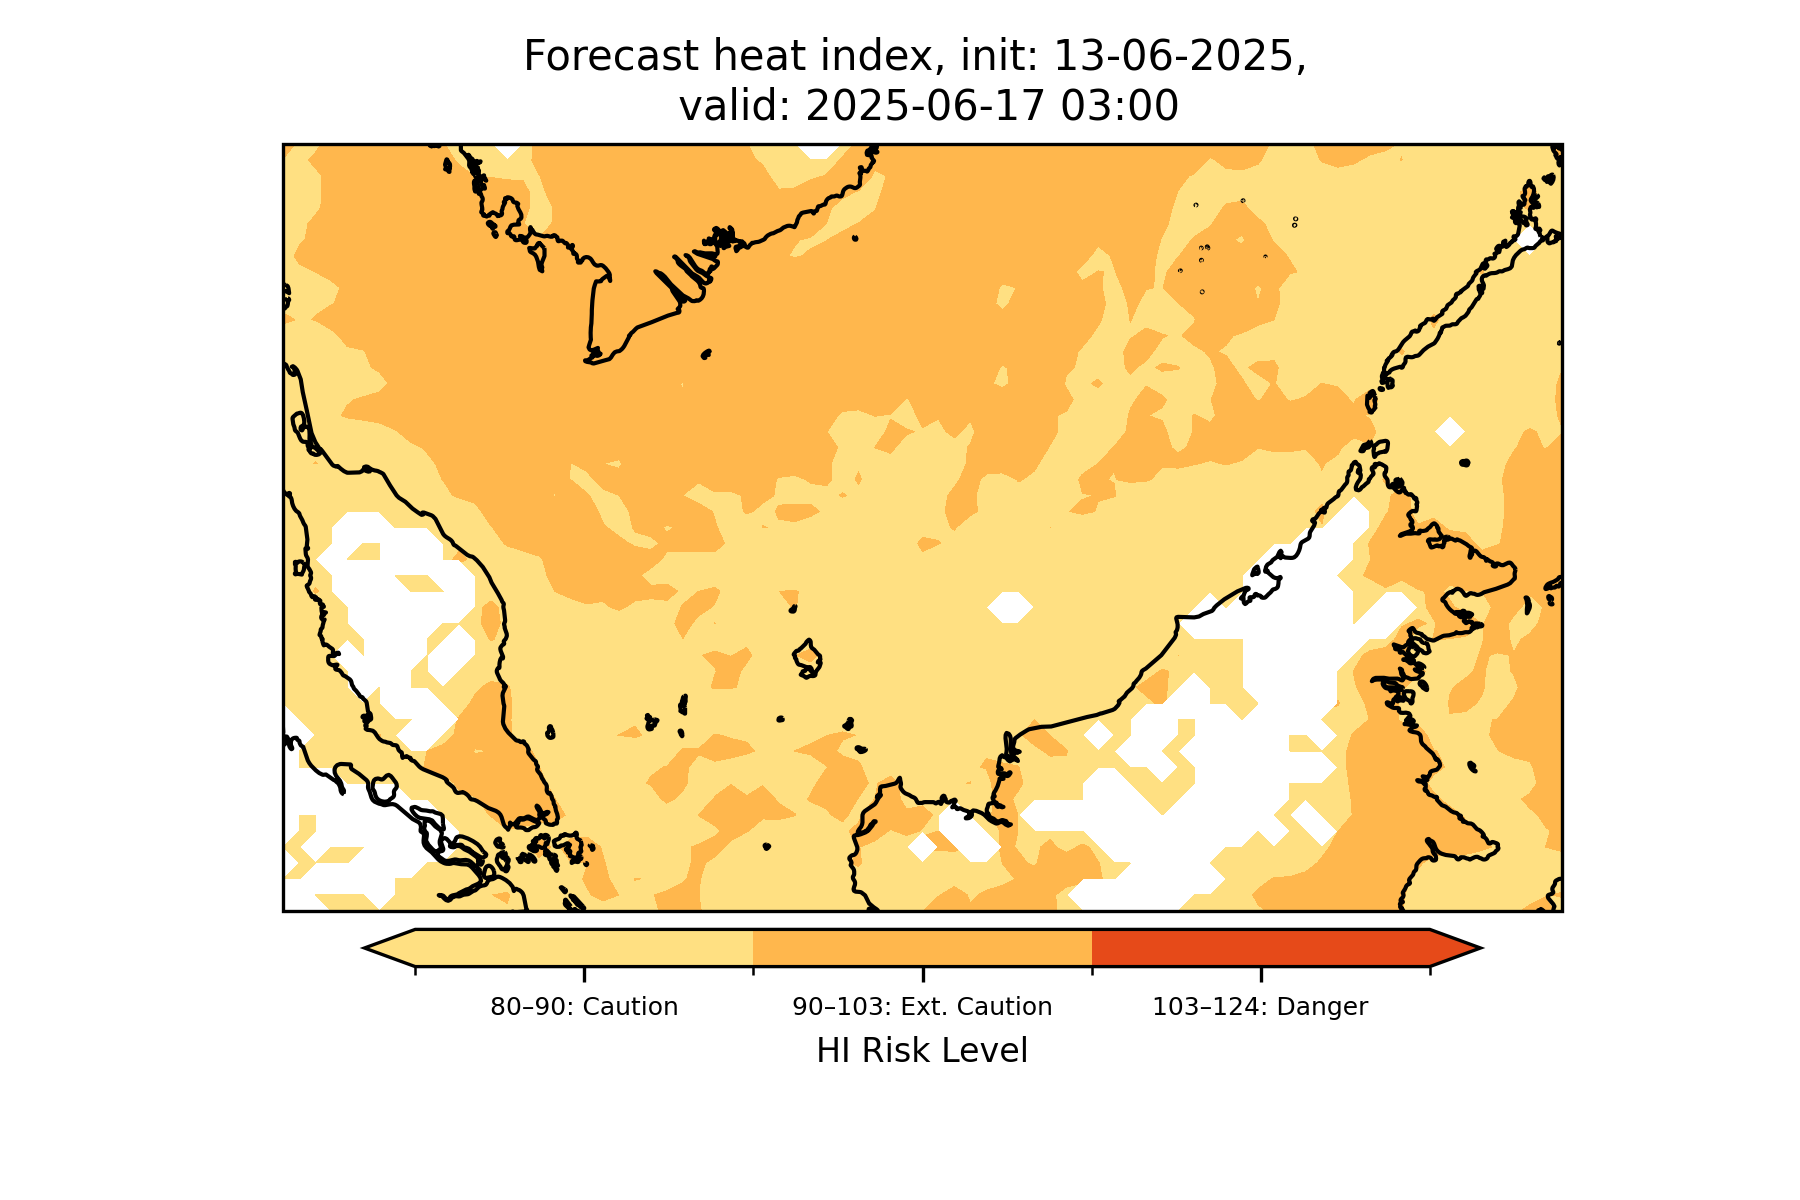 Forecast heat index, init: 13-06-2025,
valid: 2025-06-17 03:00
80–90: Caution
90–103: Ext. Caution
103–124: Danger
HI Risk Level